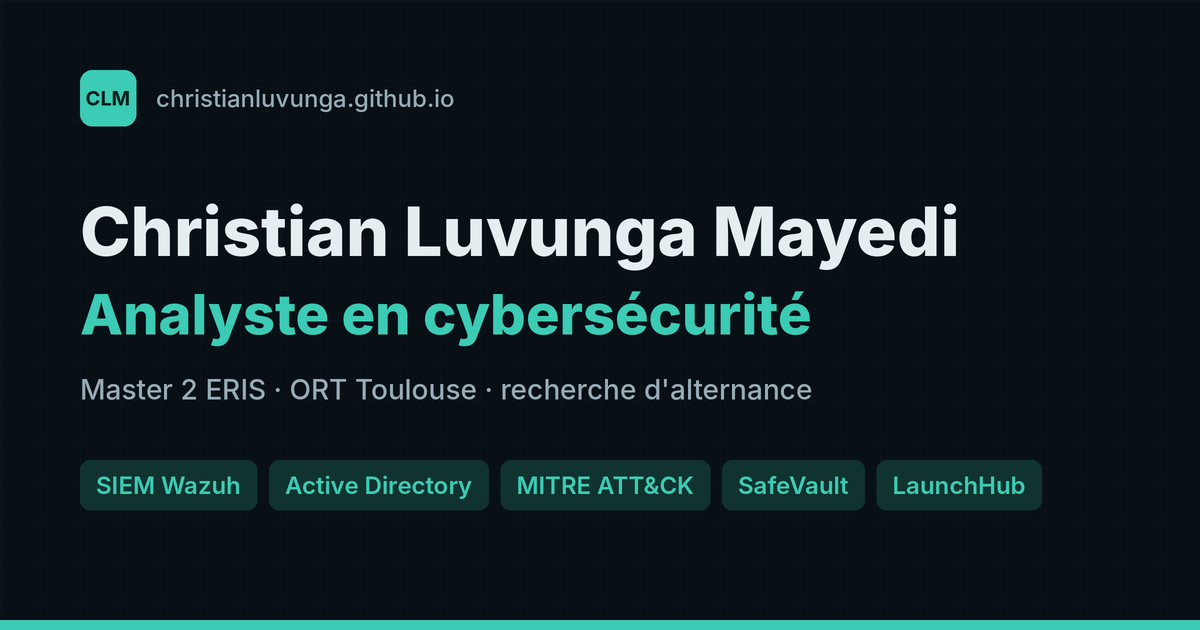 CLM
christianluvunga.github.io
Christian Luvunga Mayedi
Analyste en cybersécurité
Master 2 ERIS · ORT Toulouse · recherche d'alternance
SIEM Wazuh
Active Directory
MITRE ATT&CK
SafeVault
LaunchHub